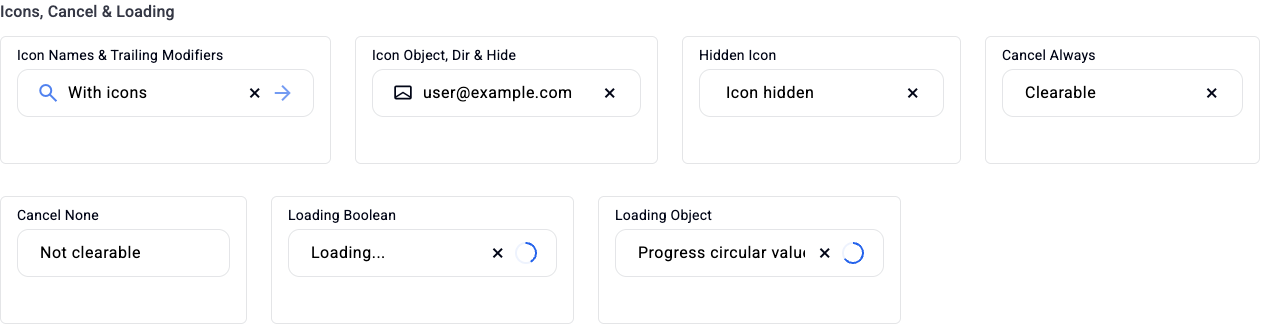 Icons, Cancel & Loading
Icon Names & Trailing Modifiers
With icons
Icon Object, Dir & Hide
user@example.com
Hidden Icon
Icon hidden
Cancel Always
Clearable
Cancel None
Not clearable
Loading Boolean
Loading...
Loading Object
Progress circular value